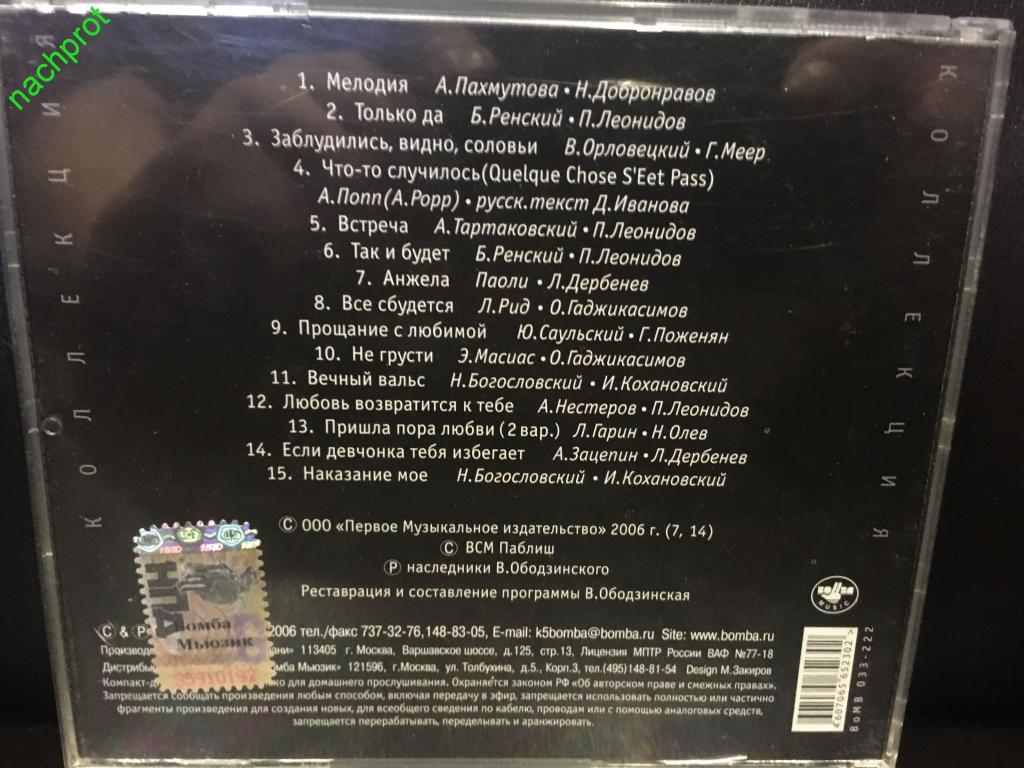 nachprot
КОЛЛЕКЦИЯ
КОЛЛЕКЦИЯ
1. Мелодия А.Пахмутова • Н.Добронравов
2. Только да Б.Ренский • П.Леонидов
3. Заблудились, видно, соловьи В.Орловецкий • Г.Меер
4. Что-то случилось(Quelque Chose S'Eet Pass)
А.Попп(А.Popp) • русск.текст Д.Иванова
5. Встреча А.Тартаковский • П.Леонидов
6. Так и будет Б.Ренский • П.Леонидов
7. Анжела Паоли • Л.Дербенев
8. Все сбудется Л.Рид • О.Гаджикасимов
9. Прощание с любимой Ю.Саульский • Г.Поженян
10. Не грусти Э.Масиас • О.Гаджикасимов
11. Вечный вальс Н.Богословский • И.Кохановский
12. Любовь возвратится к тебе А.Нестеров • П.Леонидов
13. Пришла пора любви (2 вар.) Л.Гарин • Н.Олев
14. Если девчонка тебя избегает А.Зацепин • Л.Дербенев
15. Наказание мое Н.Богословский • И.Кохановский
© ООО «Первое Музыкальное издательство» 2006 г. (7, 14)
© ВСМ Паблиш
℗ наследники В.Ободзинского
Реставрация и составление программы В.Ободзинская
НПА
Бомба
Мьюзик
BOMBA
MUSIC
© & ℗ 2006 тел./факс 737-32-76,148-83-05, E-mail: k5bomba@bomba.ru Site: www.bomba.ru
113405 г. Москва, Варшавское шоссе, д.125, стр.13, Лицензия МПТР России ВАФ №77-18
Мьюзик" 121596, г.Москва, ул. Толбухина, д.5., Корп.3, тел.(495)148-81-54 Design М.Закиров
для домашнего прослушивания. Охраняется законом РФ «Об авторском праве и смежных правах».
Запрещается сообщать произведения любым способом, включая передачу в эфир, запрещается использовать полностью или частично
фрагменты произведения для создания новых, для всеобщего сведения по кабелю, проводам или с помощью аналоговых средств,
запрещается перерабатывать, переделывать и аранжировать.
4607065 652302>
BoMB 033-222